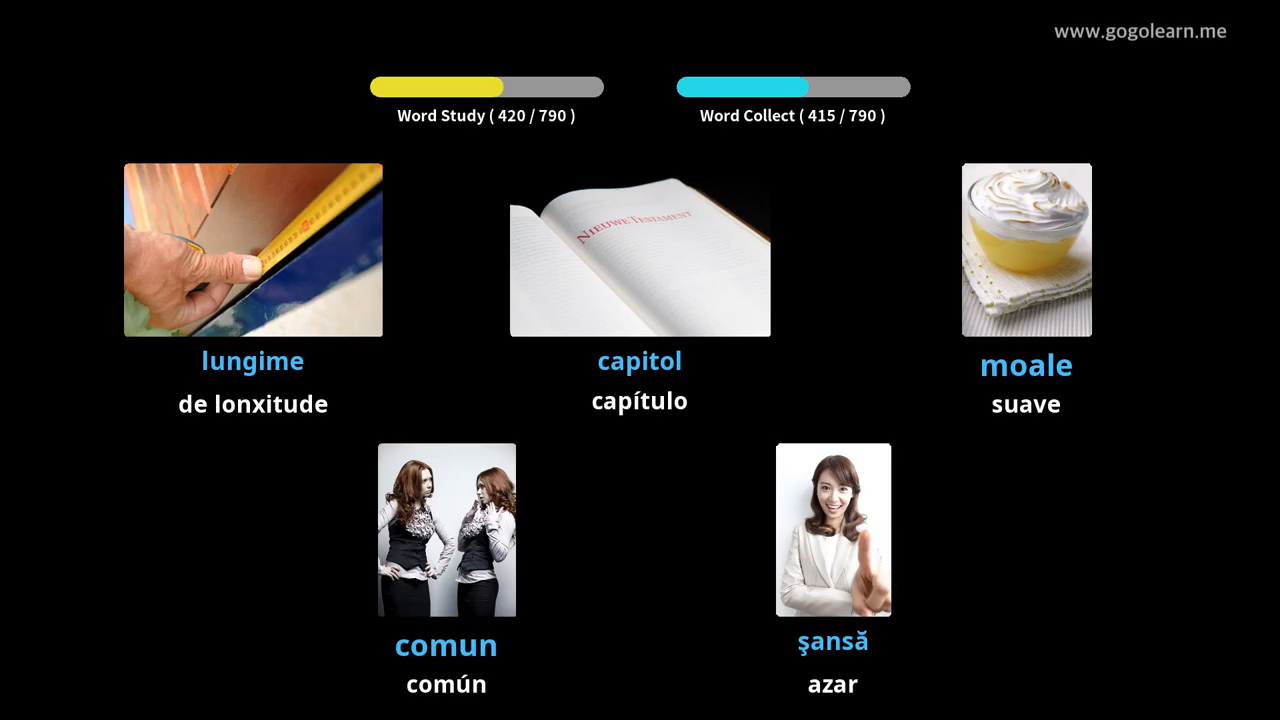 www.gogolearn.me
Word Study ( 420 / 790 )
Word Collect ( 415 / 790 )
NIEUWE TESTAMENT
lungime
capitol
moale
de lonxitude
capítulo
suave
comun
şansă
común
azar